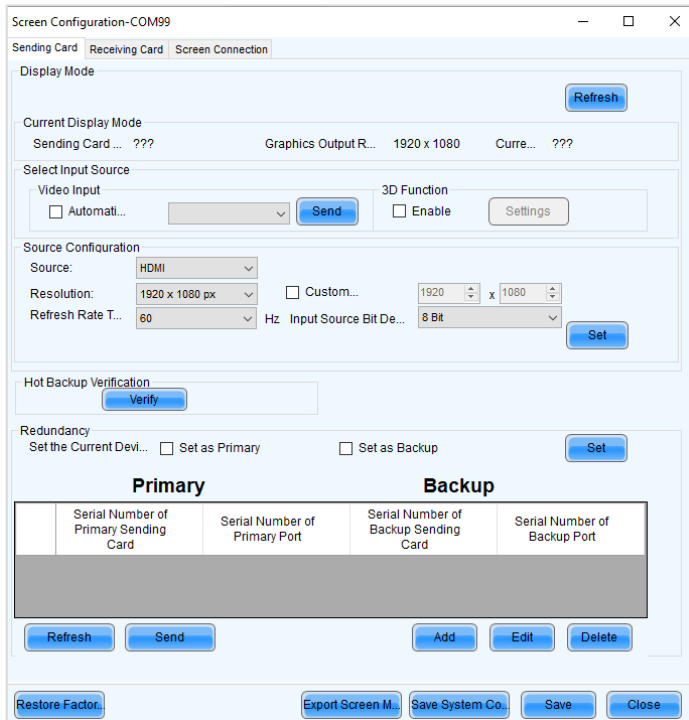 Screen Configuration-COM99
Sending Card Receiving Card Screen Connection
Display Mode
Refresh
Current Display Mode
Sending Card ... ??? Graphics Output R... 1920 x 1080 Curre... ???
Select Input Source
Video Input 3D Function
Automati... Send Enable Settings
Source Configuration
Source: HDMI
Resolution: 1920 x 1080 px Custom... 1920 x 1080
Refresh Rate T... 60 Hz Input Source Bit De... 8 Bit
Set
Hot Backup Verification
Verify
Redundancy
Set the Current Devi... Set as Primary Set as Backup Set
Primary Backup
Serial Number of Primary Sending Card Serial Number of Primary Port Serial Number of Backup Sending Card Serial Number of Backup Port
Refresh Send Add Edit Delete
Restore Factor... Export Screen M... Save System Co... Save Close